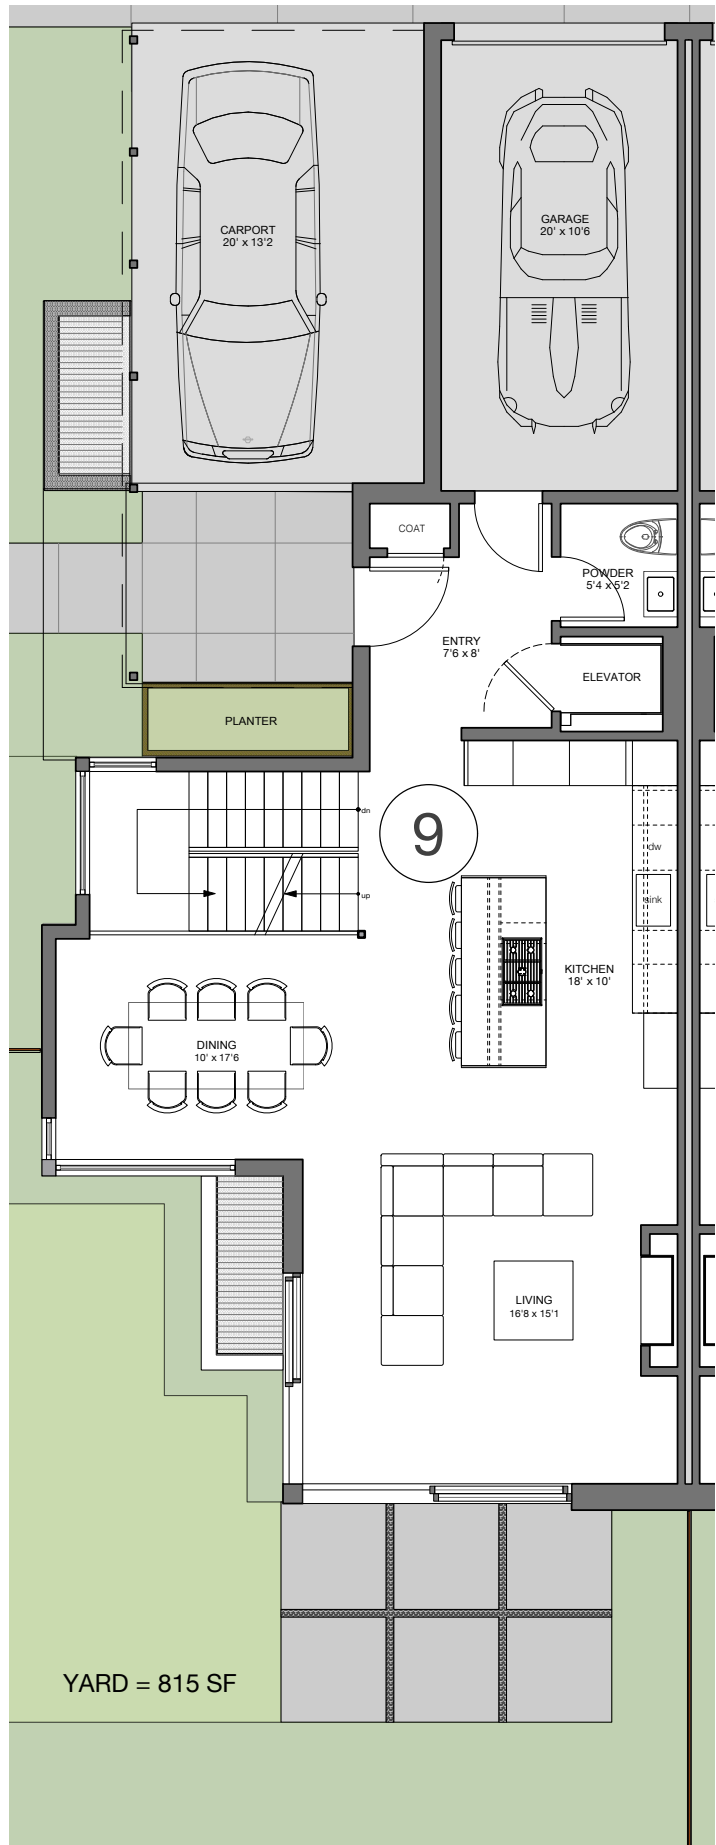 CARPORT
20' x 13'2
GARAGE
20' x 10'6
COAT
POWDER
5'4 x 5'2
ENTRY
7'6 x 8'
ELEVATOR
PLANTER
dn
9
dw
up
sink
KITCHEN
18' x 10'
DINING
10' x 17'6
LIVING
16'8 x 15'1
YARD = 815 SF